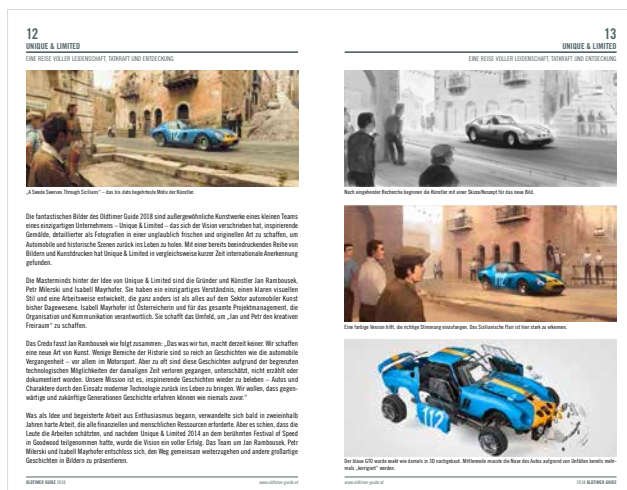 12
UNIQUE & LIMITED
EINE REISE VOLLER LEIDENSCHAFT, TATKRAFT UND ENTDECKUNG
„A Swede Swerves Through Sicilians“ – das bis dato begehrteste Motiv der Künstler.
Die fantastischen Bilder des Oldtimer Guide 2018 sind außergewöhnliche Kunstwerke eines kleinen Teams
eines einzigartigen Unternehmens – Unique & Limited – das sich der Vision verschrieben hat, inspirierende
Gemälde, detaillierter als Fotografien in einer unglaublich frischen und originellen Art zu schaffen, um
Automobile und historische Szenen zurück ins Leben zu holen. Mit einer bereits beeindruckenden Reihe von
Bildern und Kunstdrucken hat Unique & Limited in vergleichsweise kurzer Zeit internationale Anerkennung
gefunden.
Die Masterminds hinter der Idee von Unique & Limited sind die Gründer und Künstler Jan Rambousek,
Petr Milerski und Isabell Mayrhofer. Sie haben ein einzigartiges Verständnis, einen klaren visuellen
Stil und eine Arbeitsweise entwickelt, die ganz anders ist als alles auf dem Sektor automobiler Kunst
bisher Dagewesene. Isabell Mayrhofer ist Österreicherin und für das gesamte Projektmanagement, die
Organisation und Kommunikation verantwortlich. Sie schafft das Umfeld, um „Jan und Petr den kreativen
Freiraum“ zu schaffen.
Das Credo fasst Jan Rambousek wie folgt zusammen: „Das was wir tun, macht derzeit keiner. Wir schaffen
eine neue Art von Kunst. Wenige Bereiche der Historie sind so reich an Geschichten wie die automobile
Vergangenheit – vor allem im Motorsport. Aber zu oft sind diese Geschichten aufgrund der begrenzten
technologischen Möglichkeiten der damaligen Zeit verloren gegangen, unterschätzt, nicht erzählt oder
dokumentiert worden. Unsere Mission ist es, inspirierende Geschichten wieder zu beleben – Autos und
Charaktere durch den Einsatz moderner Technologie zurück ins Leben zu bringen. Wir wollen, dass gegen-
wärtige und zukünftige Generationen Geschichte erfahren können wie niemals zuvor.“
Was als Idee und begeisterte Arbeit aus Enthusiasmus begann, verwandelte sich bald in zweieinhalb
Jahren harte Arbeit, die alle finanziellen und menschlichen Ressourcen erforderte. Aber es schien, dass die
Leute die Arbeiten schätzten, und nachdem Unique & Limited 2014 an dem berühmten Festival of Speed
in Goodwood teilgenommen hatte, wurde die Vision ein voller Erfolg. Das Team um Jan Rambousek, Petr
Milerski und Isabell Mayrhofer entschloss sich, den Weg gemeinsam weiterzugehen und andere großartige
Geschichten in Bildern zu präsentieren.
OLDTIMER GUIDE 2018
www.oldtimer-guide.at
13
UNIQUE & LIMITED
EINE REISE VOLLER LEIDENSCHAFT, TATKRAFT UND ENTDECKUNG
Nach eingehender Recherche beginnen die Künstler mit einer Skizze/Konzept für das neue Bild.
Eine farbige Version hilft, die richtige Stimmung einzufangen. Das Sizilianische Flair ist hier stark zu erkennen.
112
Der blaue GTO wurde exakt wie damals in 3D nachgebaut. Mittlerweile musste die Nase des Autos aufgrund von Unfällen bereits mehr-
mals „korrigiert“ werden.
www.oldtimer-guide.at
2018 OLDTIMER GUIDE